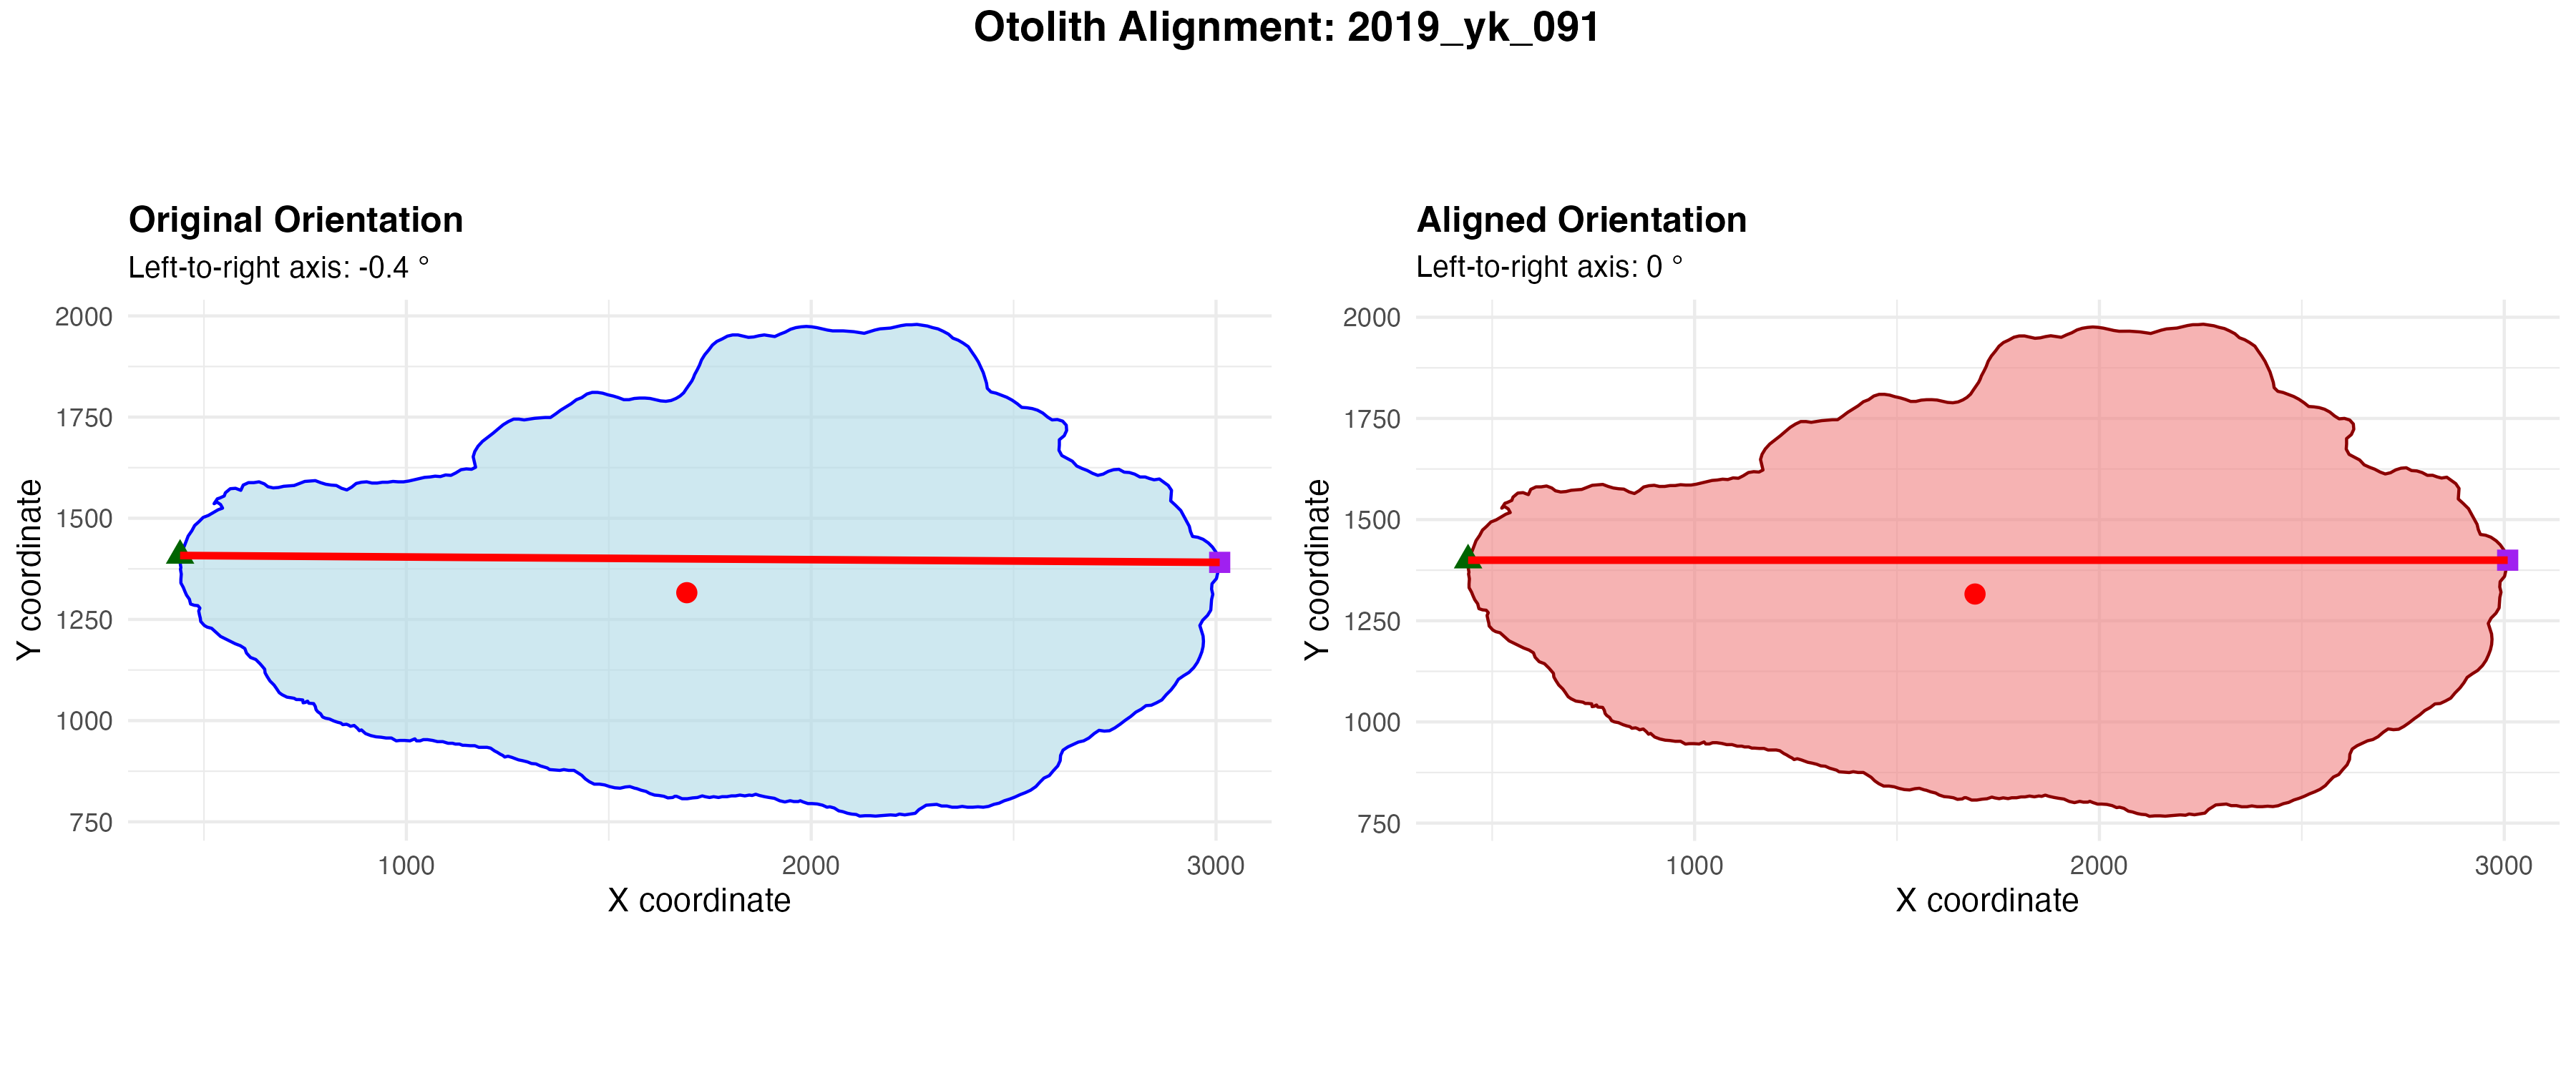 Otolith Alignment: 2019_yk_091
Original Orientation
Left-to-right axis: -0.4 °
2000
1750
1500
1250
1000
750
Y coordinate
1000
2000
3000
X coordinate
Aligned Orientation
Left-to-right axis: 0 °
2000
1750
1500
1250
1000
750
Y coordinate
1000
2000
3000
X coordinate